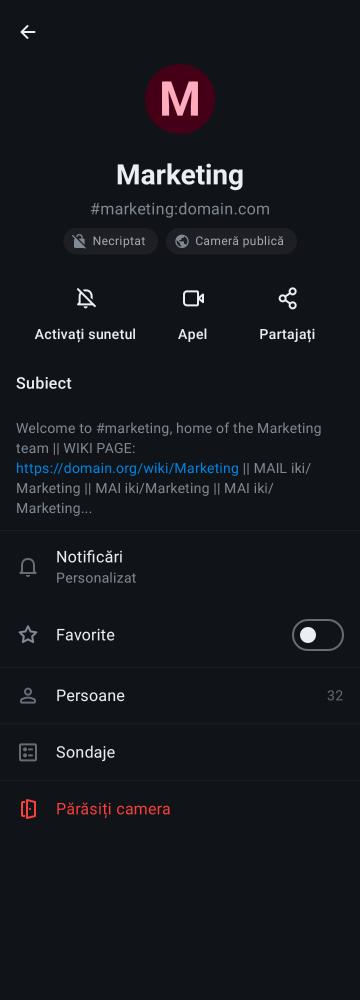 M
Marketing
#marketing:domain.com
Necriptat
Cameră publică
Activați sunetul
Apel
Partajați
Subiect
Welcome to #marketing, home of the Marketing
team || WIKI PAGE:
https://domain.org/wiki/Marketing || MAIL iki/
Marketing || MAI iki/Marketing || MAI iki/
Marketing...
Notificări
Personalizat
Favorite
Persoane
32
Sondaje
Părăsiți camera